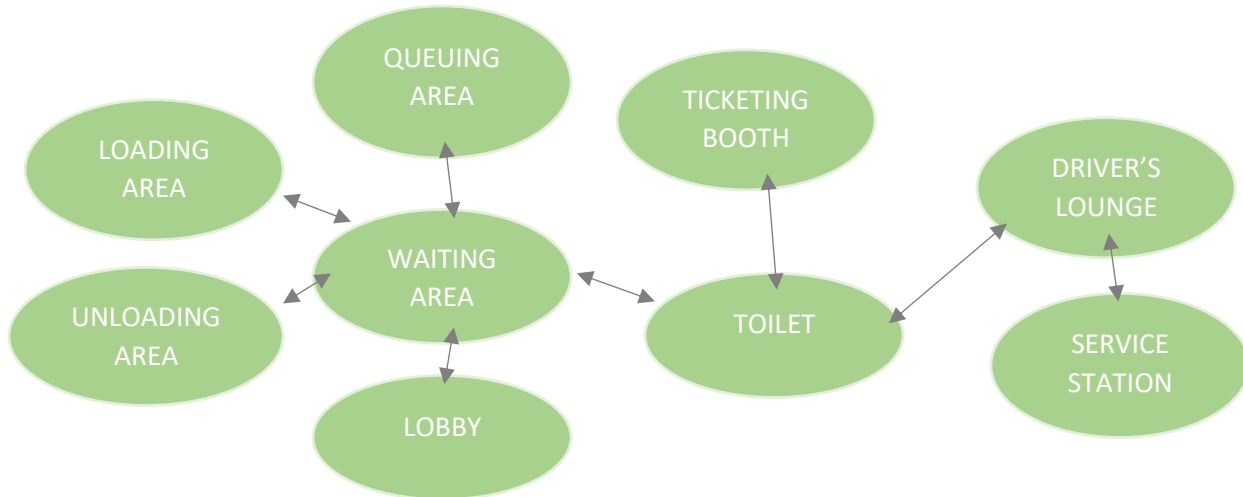 QUEUING
AREA
TICKETING
BOOTH
LOADING
AREA
DRIVER’S
LOUNGE
WAITING
AREA
UNLOADING
AREA
TOILET
SERVICE
STATION
LOBBY